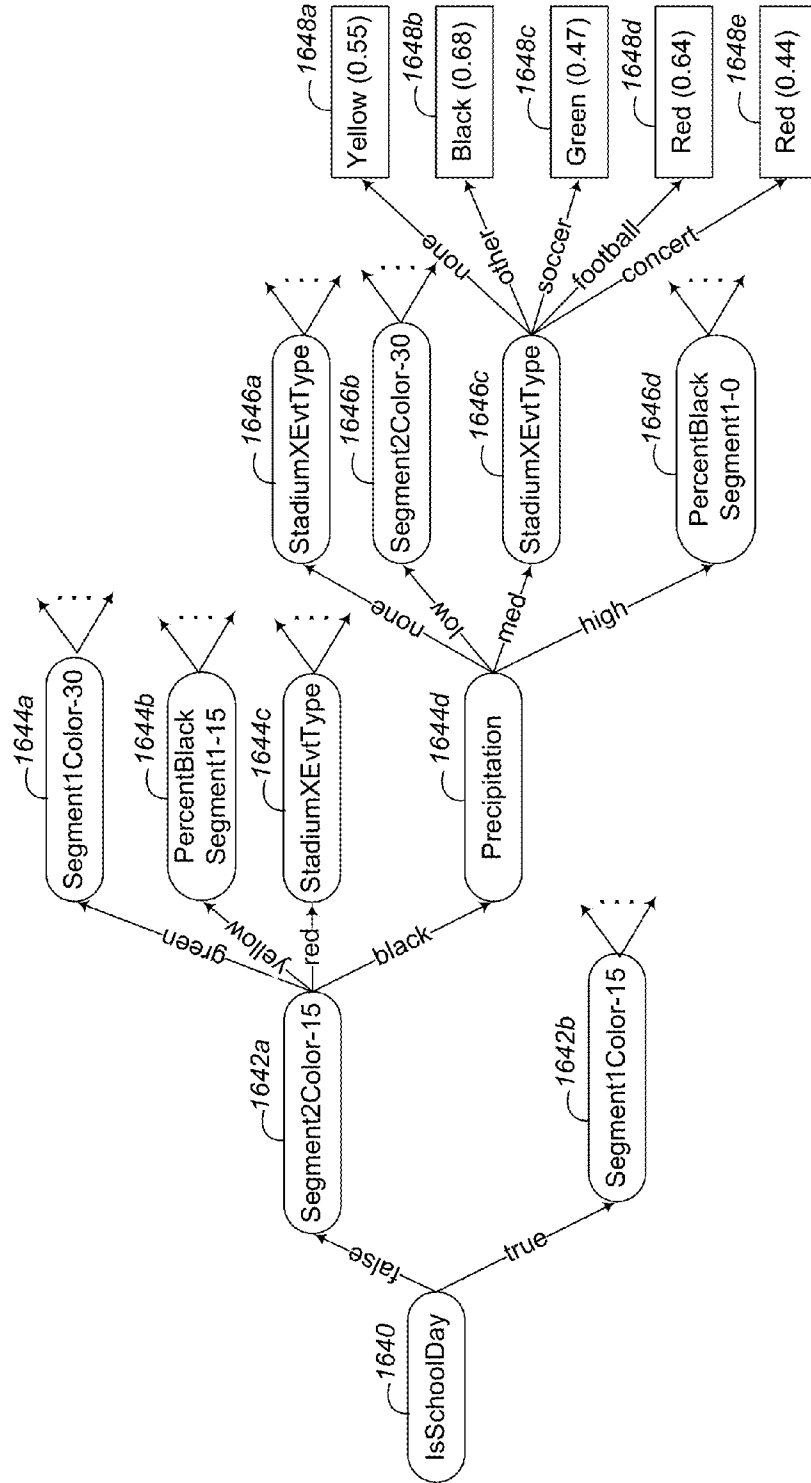 1640
IsSchoolDay
false
true
1642a
Segment2Color-15
1642b
Segment1Color-15
green
yellow
red
black
1644a
Segment1Color-30
1644b
PercentBlack
Segment1-15
1644c
StadiumXEvtType
1644d
Precipitation
none
low
med
high
1646a
StadiumXEvtType
1646b
Segment2Color-30
1646c
StadiumXEvtType
1646d
PercentBlack
Segment1-0
none
other
soccer
football
concert
1648a
Yellow (0.55)
1648b
Black (0.68)
1648c
Green (0.47)
1648d
Red (0.64)
1648e
Red (0.44)